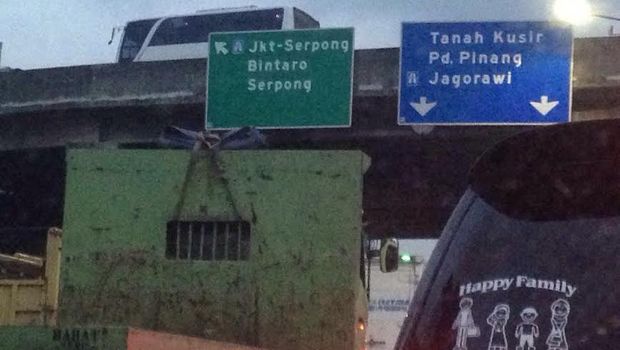 Jkt-Serpong
Bintaro
Serpong
Tanah Kusir
Pd. Pinang
Jagorawi
Happy Family